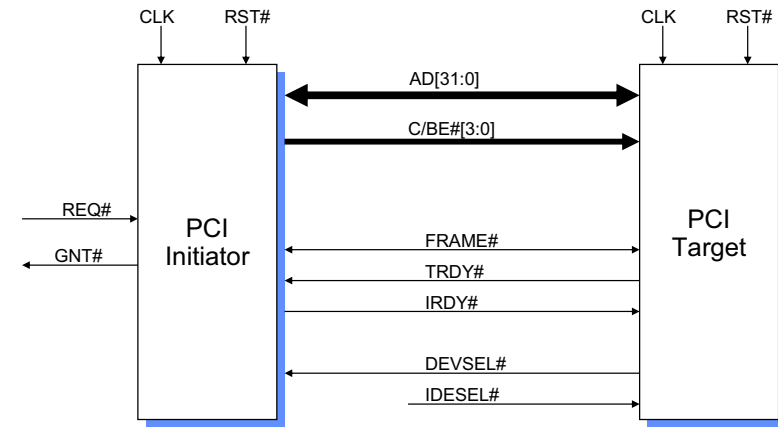 CLK RST# CLK RST#
AD[31:0]
C/BE#[3:0]
REQ#
GNT#
PCI
Initiator
PCI
Target
FRAME#
TRDY#
IRDY#
DEVSEL#
IDESEL#